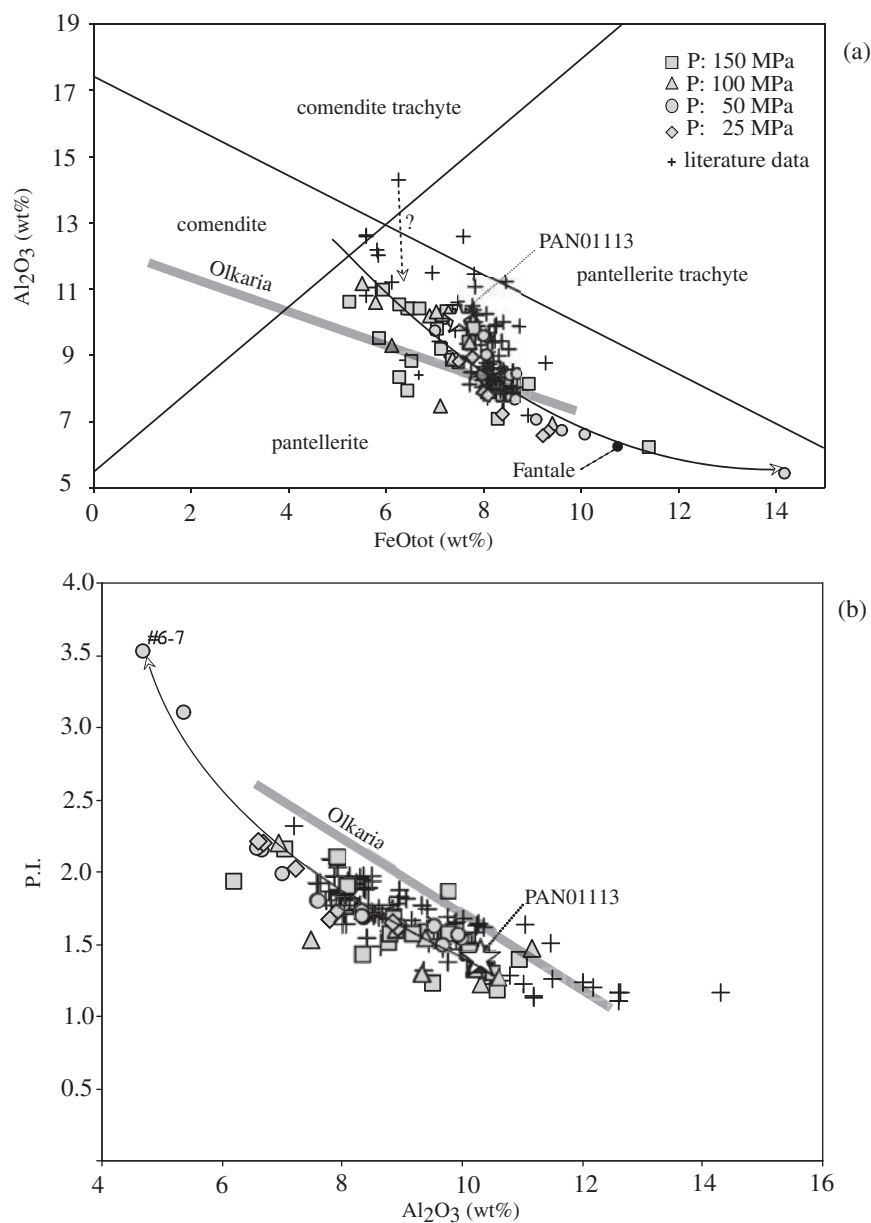 19
(a)
P: 150 MPa
17
P: 100 MPa
comendite trachyte
P: 50 MPa
P: 25 MPa
15
+ literature data
?
Al2O3 (wt%)
13
comendite
PAN01113
pantellerite trachyte
Olkaria
11
9
7
pantellerite
Fantale
5
0 2 4 6 8 10 12 14
FeOtot (wt%)
4.0
(b)
#6-7
3.5
3.0
2.5
Olkaria
P.I.
2.0
PAN01113
1.5
1.0
0.5
4 6 8 10 12 14 16
Al2O3 (wt%)